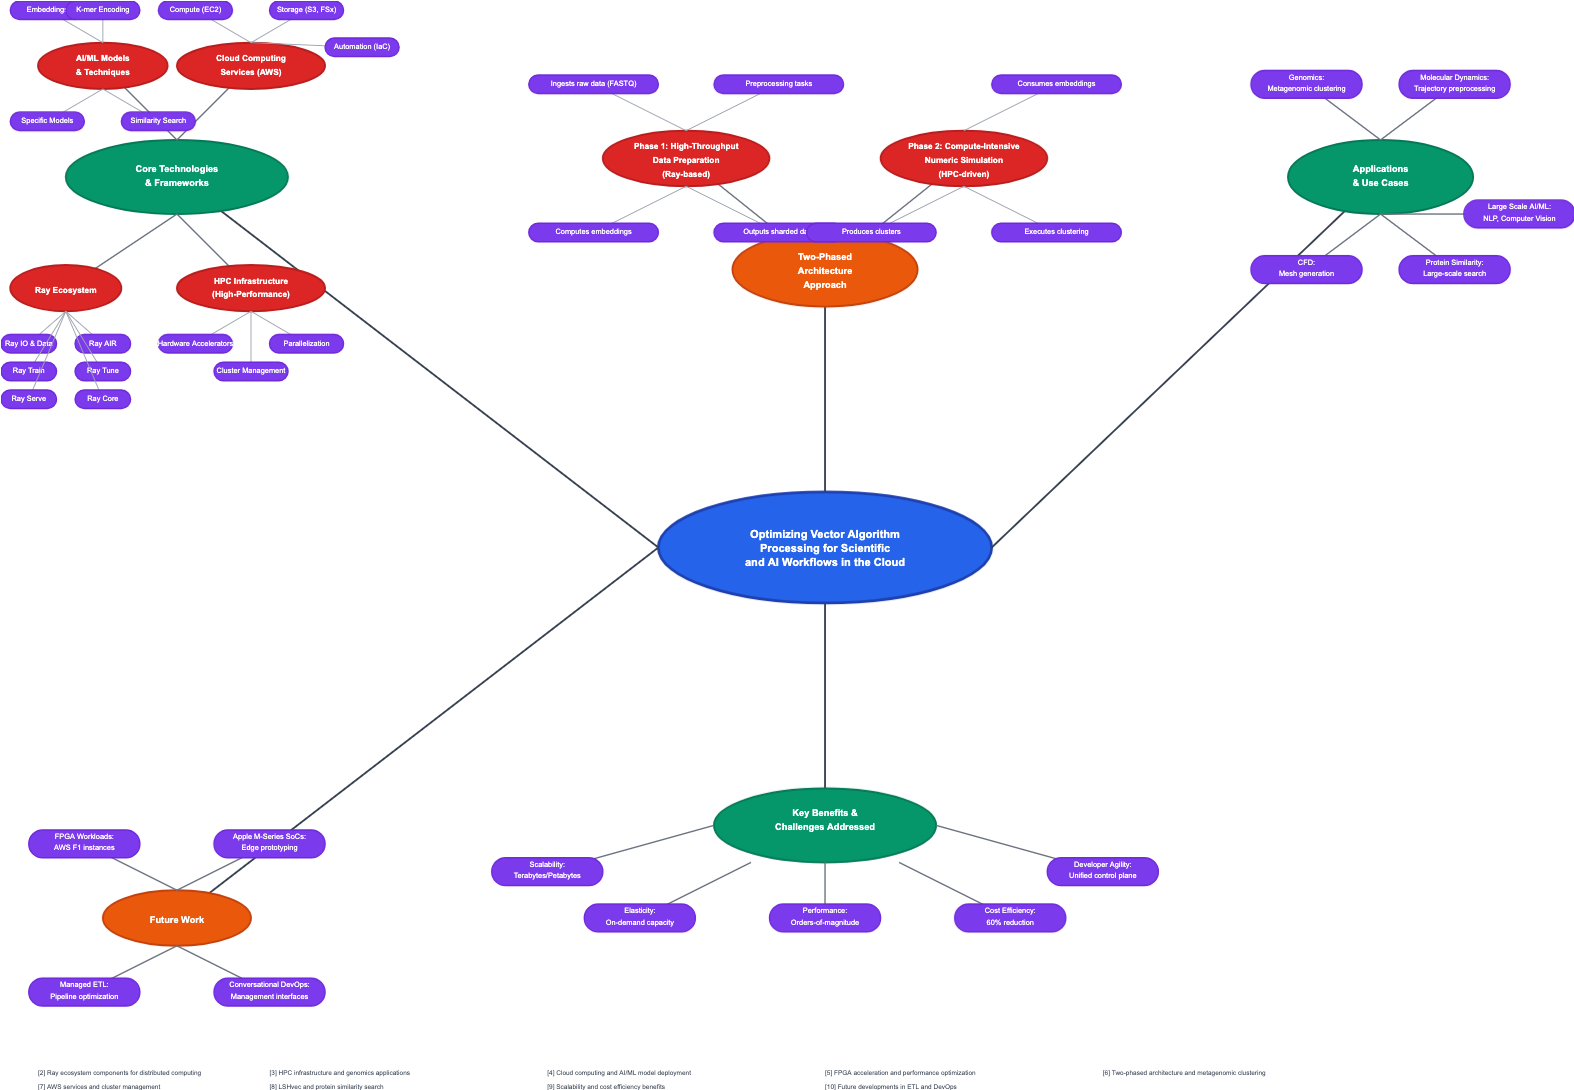 Embedding
K-mer Encoding
Compute (EC2)
Storage (S3, FSx)
Automation (IaC)
AI/ML Models
& Techniques
Cloud Computing
Services (AWS)
Specific Models
Similarity Search
Core Technologies
& Frameworks
Ray Ecosystem
HPC Infrastructure
(High-Performance)
Ray IO & Data
Ray AIR
Ray Train
Ray Tune
Ray Serve
Ray Core
Hardware Accelerators
Parallelization
Cluster Management
Ingests raw data (FASTQ)
Preprocessing tasks
Consumes embeddings
Phase 1: High-Throughput
Data Preparation
(Ray-based)
Phase 2: Compute-Intensive
Numeric Simulation
(HPC-driven)
Computes embeddings
Outputs sharded
Produces clusters
Executes clustering
Two-Phased
Architecture
Approach
Genomics:
Metagenomic clustering
Molecular Dynamics:
Trajectory preprocessing
Applications
& Use Cases
Large Scale AI/ML:
NLP, Computer Vision
CFD:
Mesh generation
Protein Similarity:
Large-scale search
Optimizing Vector Algorithm
Processing for Scientific
and AI Workflows in the Cloud
Key Benefits &
Challenges Addressed
Scalability:
Terabytes/Petabytes
Elasticity:
On-demand capacity
Performance:
Orders-of-magnitude
Cost Efficiency:
60% reduction
Developer Agility:
Unified control plane
FPGA Workloads:
AWS F1 instances
Apple M-Series SoCs:
Edge prototyping
Future Work
Managed ETL:
Pipeline optimization
Conversational DevOps:
Management interfaces
[2] Ray ecosystem components for distributed computing
[3] HPC infrastructure and genomics applications
[4] Cloud computing and AI/ML model deployment
[5] FPGA acceleration and performance optimization
[6] Two-phased architecture and metagenomic clustering
[7] AWS services and cluster management
[8] LSHvec and protein similarity search
[9] Scalability and cost efficiency benefits
[10] Future developments in ETL and DevOps